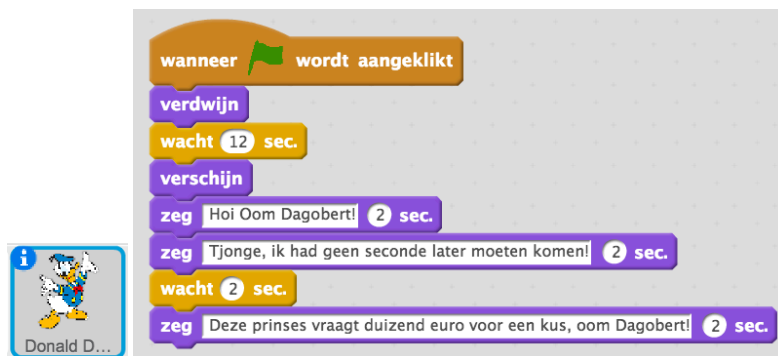 wanneer wordt aangeklikt
verdwijn
wacht 12 sec.
verschijn
zeg Hoi Oom Dagobert! 2 sec.
zeg Tjonge, ik had geen seconde later moeten komen! 2 sec.
wacht 2 sec.
zeg Deze prinses vraagt duizend euro voor een kus, oom Dagobert! 2 sec.
i
Donald D...